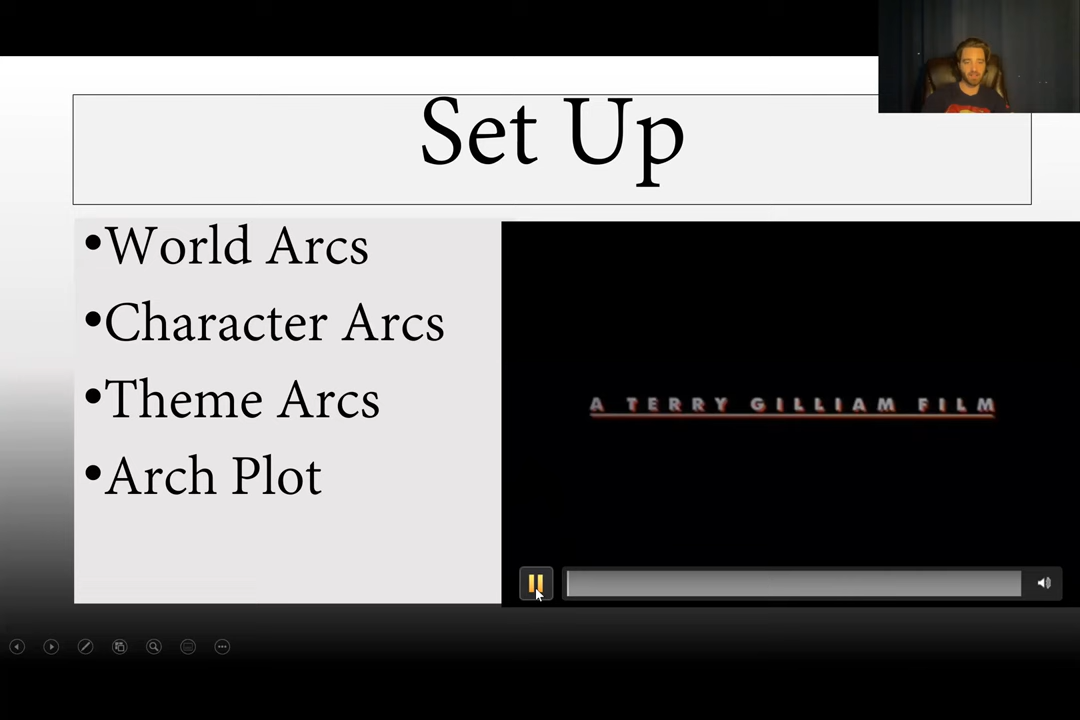 Set Up
•World Arcs
•Character Arcs
•Theme Arcs
•Arch Plot
A TERRY GILLIAM FILM